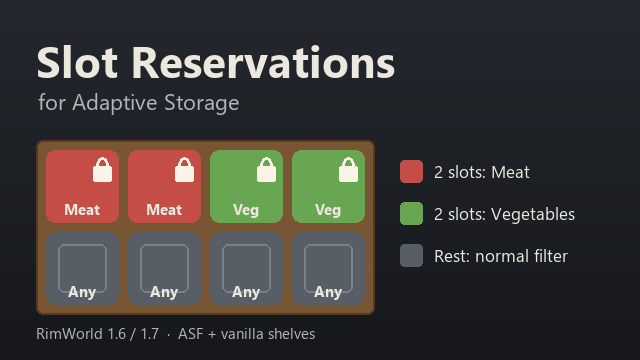 Slot Reservations
for Adaptive Storage
Meat Meat Veg Veg
Any Any Any Any
2 slots: Meat
2 slots: Vegetables
Rest: normal filter
RimWorld 1.6 / 1.7 · ASF + vanilla shelves